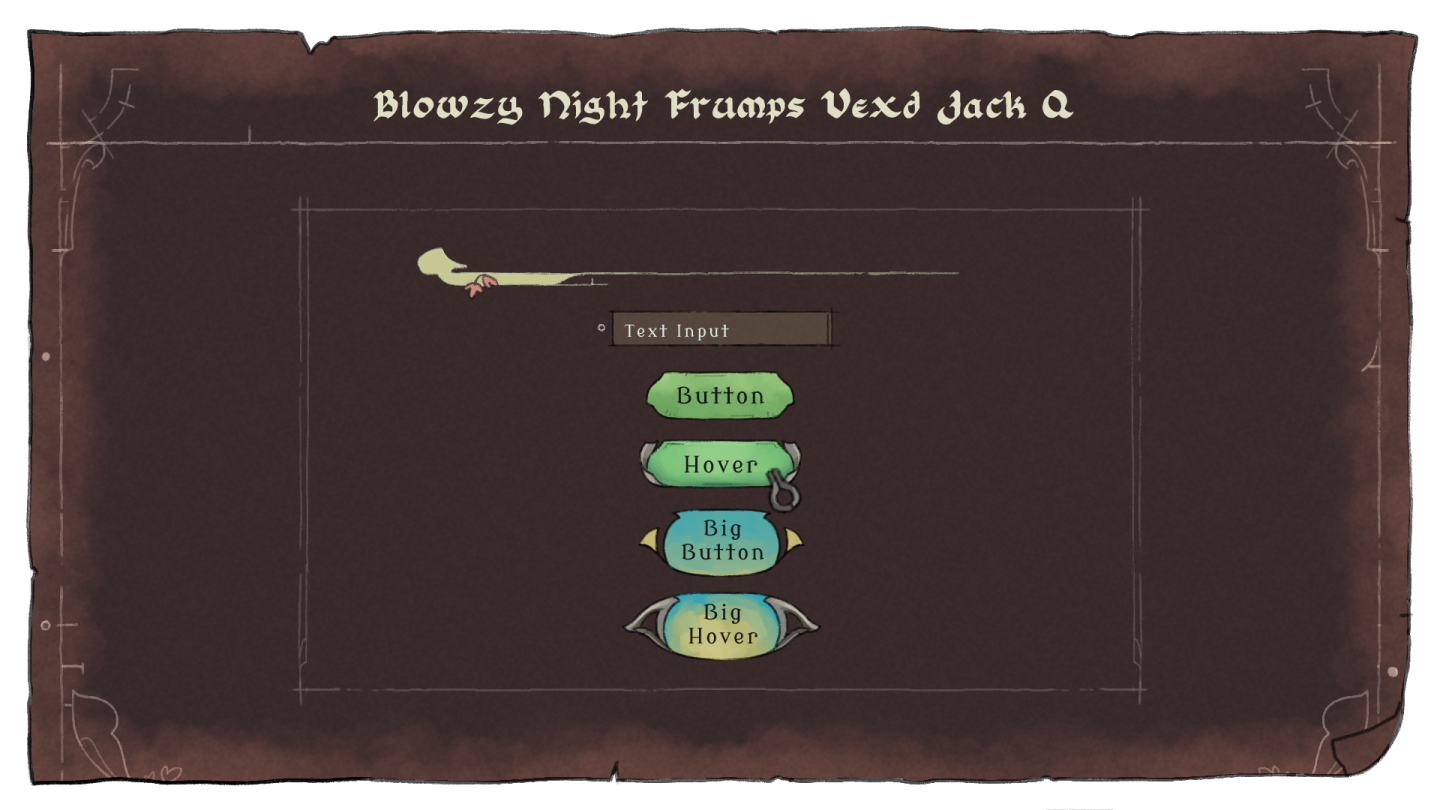 Blowzy Night Frumps Vexd Jack Q
Text Input
Button
Hover
Big
Button
Big
Hover